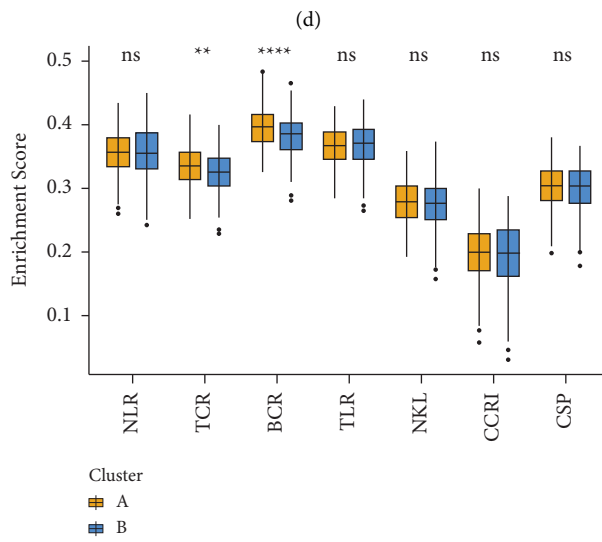 (d)
ns ** **** ns ns ns ns
0.5
0.4
0.3
0.2
0.1
Enrichment Score
NLR TCR BCR TLR NKL CCRI CSP
Cluster
A
B